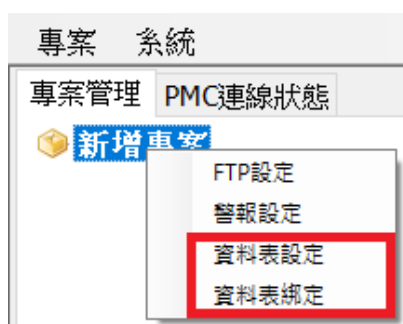 專案 系統
專案管理 PMC連線狀態
新增專案
FTP設定
警報設定
資料表設定
資料表綁定